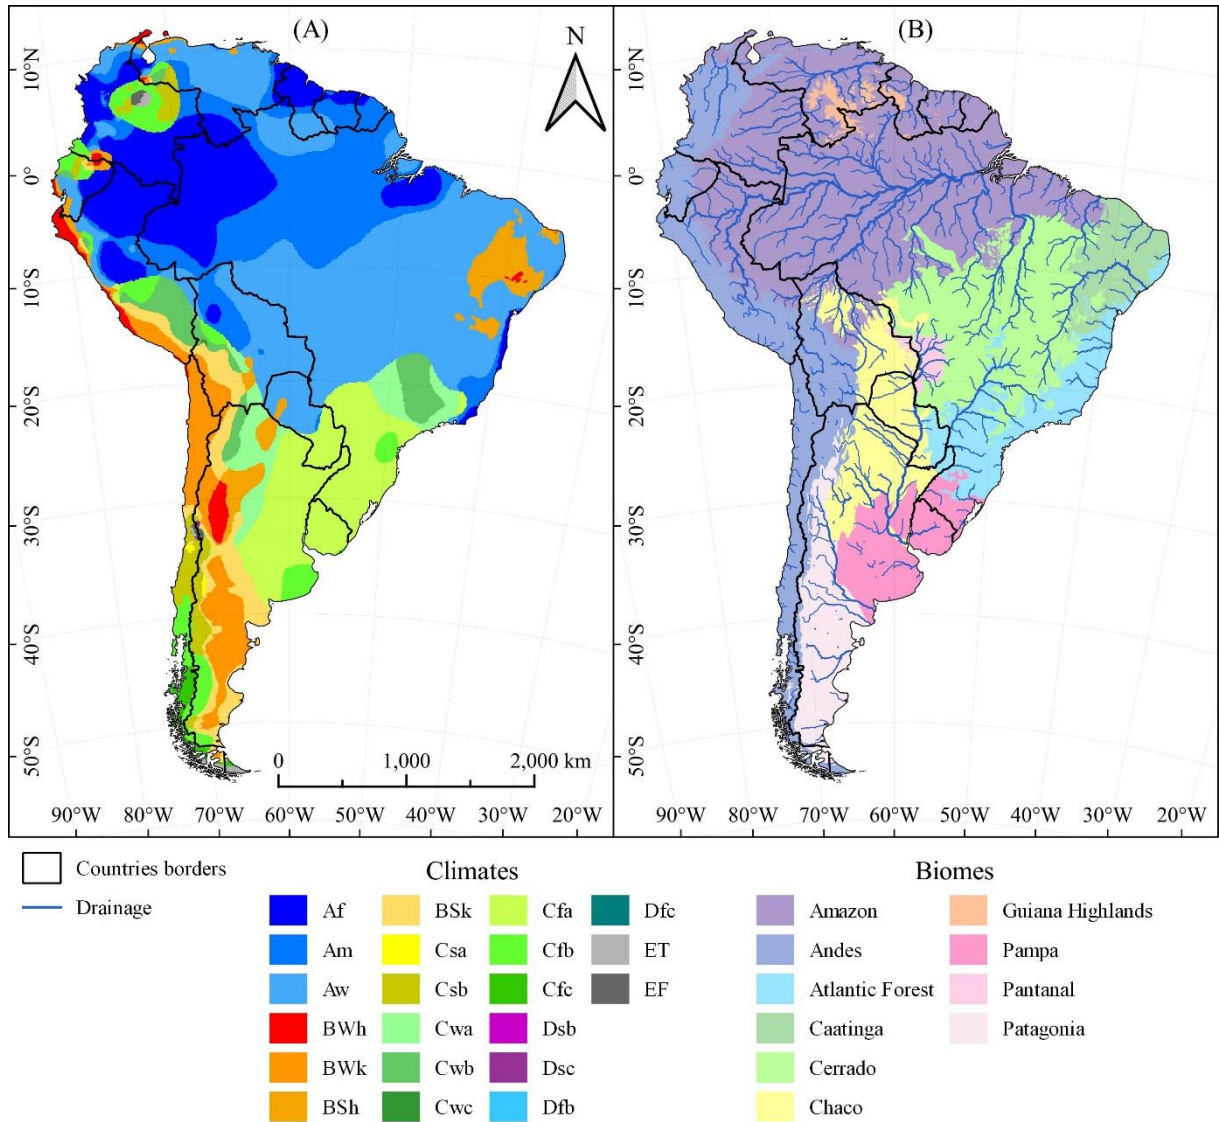 (A)
N
(B)
10°N
0°
10°S
20°S
30°S
40°S
50°S
10°N
0°
10°S
20°S
30°S
40°S
50°S
0 1,000 2,000 km
90°W 80°W 70°W 60°W 50°W 40°W 30°W 20°W
90°W 80°W 70°W 60°W 50°W 40°W 30°W 20°W
Countries borders
Drainage
Climates
Af
Am
Aw
BWh
BWk
BSh
BSk
Csa
Csb
Cwa
Cwb
Cwc
Cfa
Cfb
Cfc
Dsb
Dsc
Dfb
Dfc
ET
EF
Biomes
Amazon
Andes
Atlantic Forest
Caatinga
Cerrado
Chaco
Guiana Highlands
Pampa
Pantanal
Patagonia